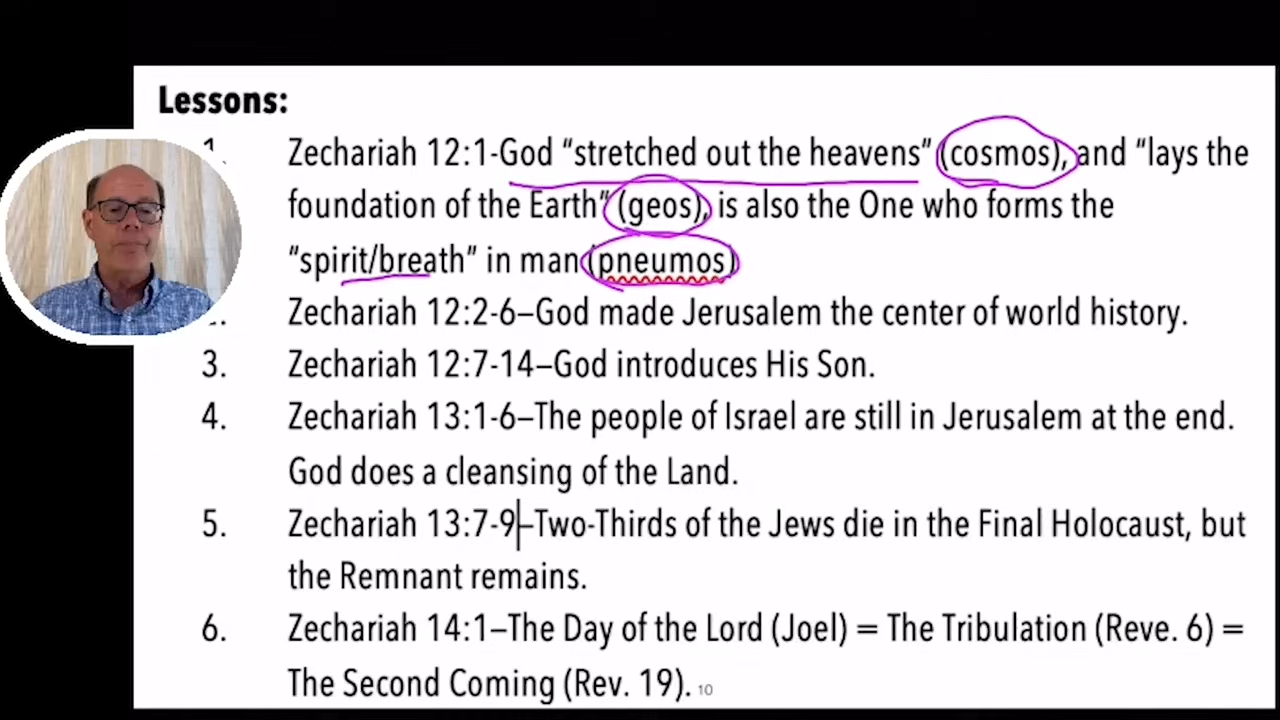 Lessons:
1. Zechariah 12:1-God “stretched out the heavens” (cosmos), and “lays the
foundation of the Earth” (geos), is also the One who forms the
“spirit/breath” in man (pneumos)
Zechariah 12:2-6–God made Jerusalem the center of world history.
3. Zechariah 12:7-14–God introduces His Son.
4. Zechariah 13:1-6–The people of Israel are still in Jerusalem at the end.
God does a cleansing of the Land.
5. Zechariah 13:7-9–Two-Thirds of the Jews die in the Final Holocaust, but
the Remnant remains.
6. Zechariah 14:1–The Day of the Lord (Joel) = The Tribulation (Reve. 6) =
The Second Coming (Rev. 19). 10